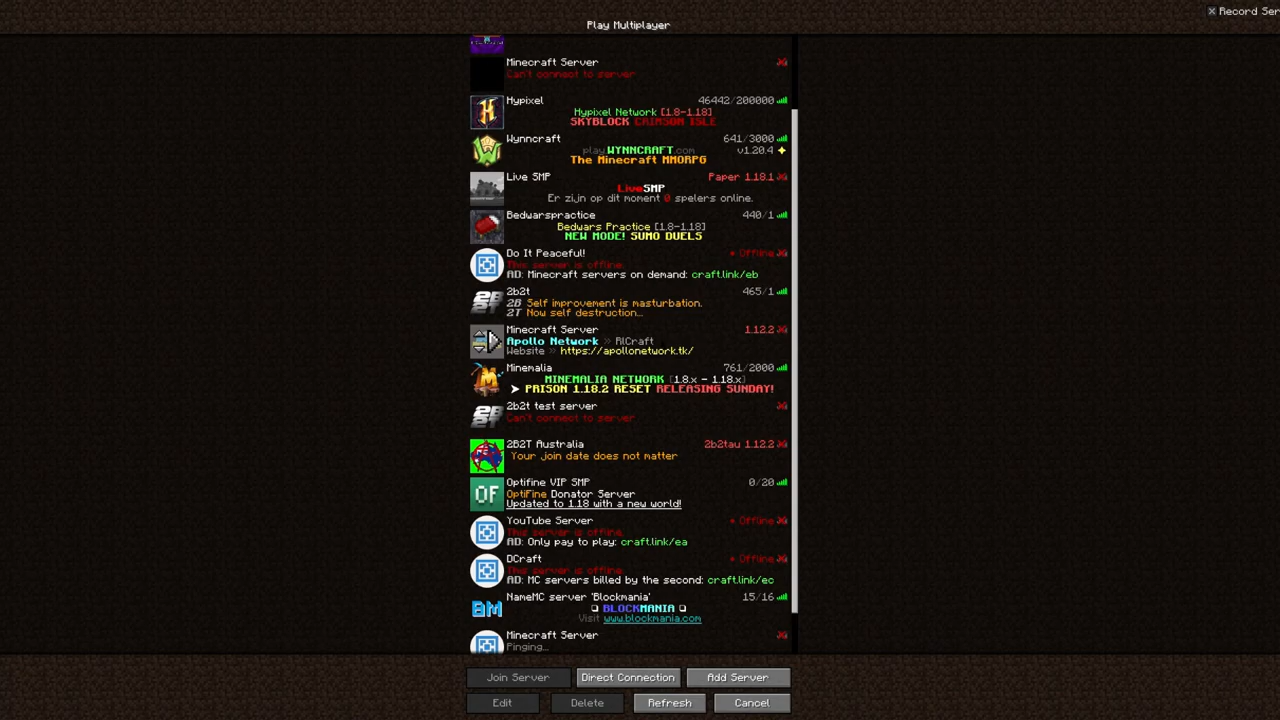 Record Ser
Play Multiplayer
Minecraft Server
Can't connect to server
Hypixel 46442/200000
Hypixel Network [1.8-1.18]
SKYBLOCK CRIMSON ISLE
Wynncraft 641/3000
play.WYNNCRAFT.com v1.20.4
The Minecraft MMORPG
Live SMP Paper 1.18.1
LiveSMP
Er zijn op dit moment 0 spelers online.
Bedwarspractice 440/1
Bedwars Practice [1.8-1.18]
NEW MODE! SUMO DUELS
Do It Peaceful! • Offline
This server is offline.
AD: Minecraft servers on demand: craft.link/eb
2b2t 465/1
2B Self improvement is masturbation.
2T Now self destruction...
Minecraft Server 1.12.2
Apollo Network » RlCraft
Website » https://apollonetwork.tk/
Minemalia 761/2000
MINEMALIA NETWORK [1.8.x - 1.18.x]
➤ PRISON 1.18.2 RESET RELEASING SUNDAY!
2b2t test server
Can't connect to server
2B2T Australia 2b2tau 1.12.2
Your join date does not matter
Optifine VIP SMP 0/20
OF
OptiFine Donator Server
Updated to 1.18 with a new world!
YouTube Server • Offline
This server is offline.
AD: Only pay to play: craft.link/ea
DCraft • Offline
This server is offline.
AD: MC servers billed by the second: craft.link/ec
NameMC server 'Blockmania' 15/16
BM
❏ BLOCKMANIA ❏
Visit www.blockmania.com
Minecraft Server
Pinging...
Join Server Direct Connection Add Server
Edit Delete Refresh Cancel